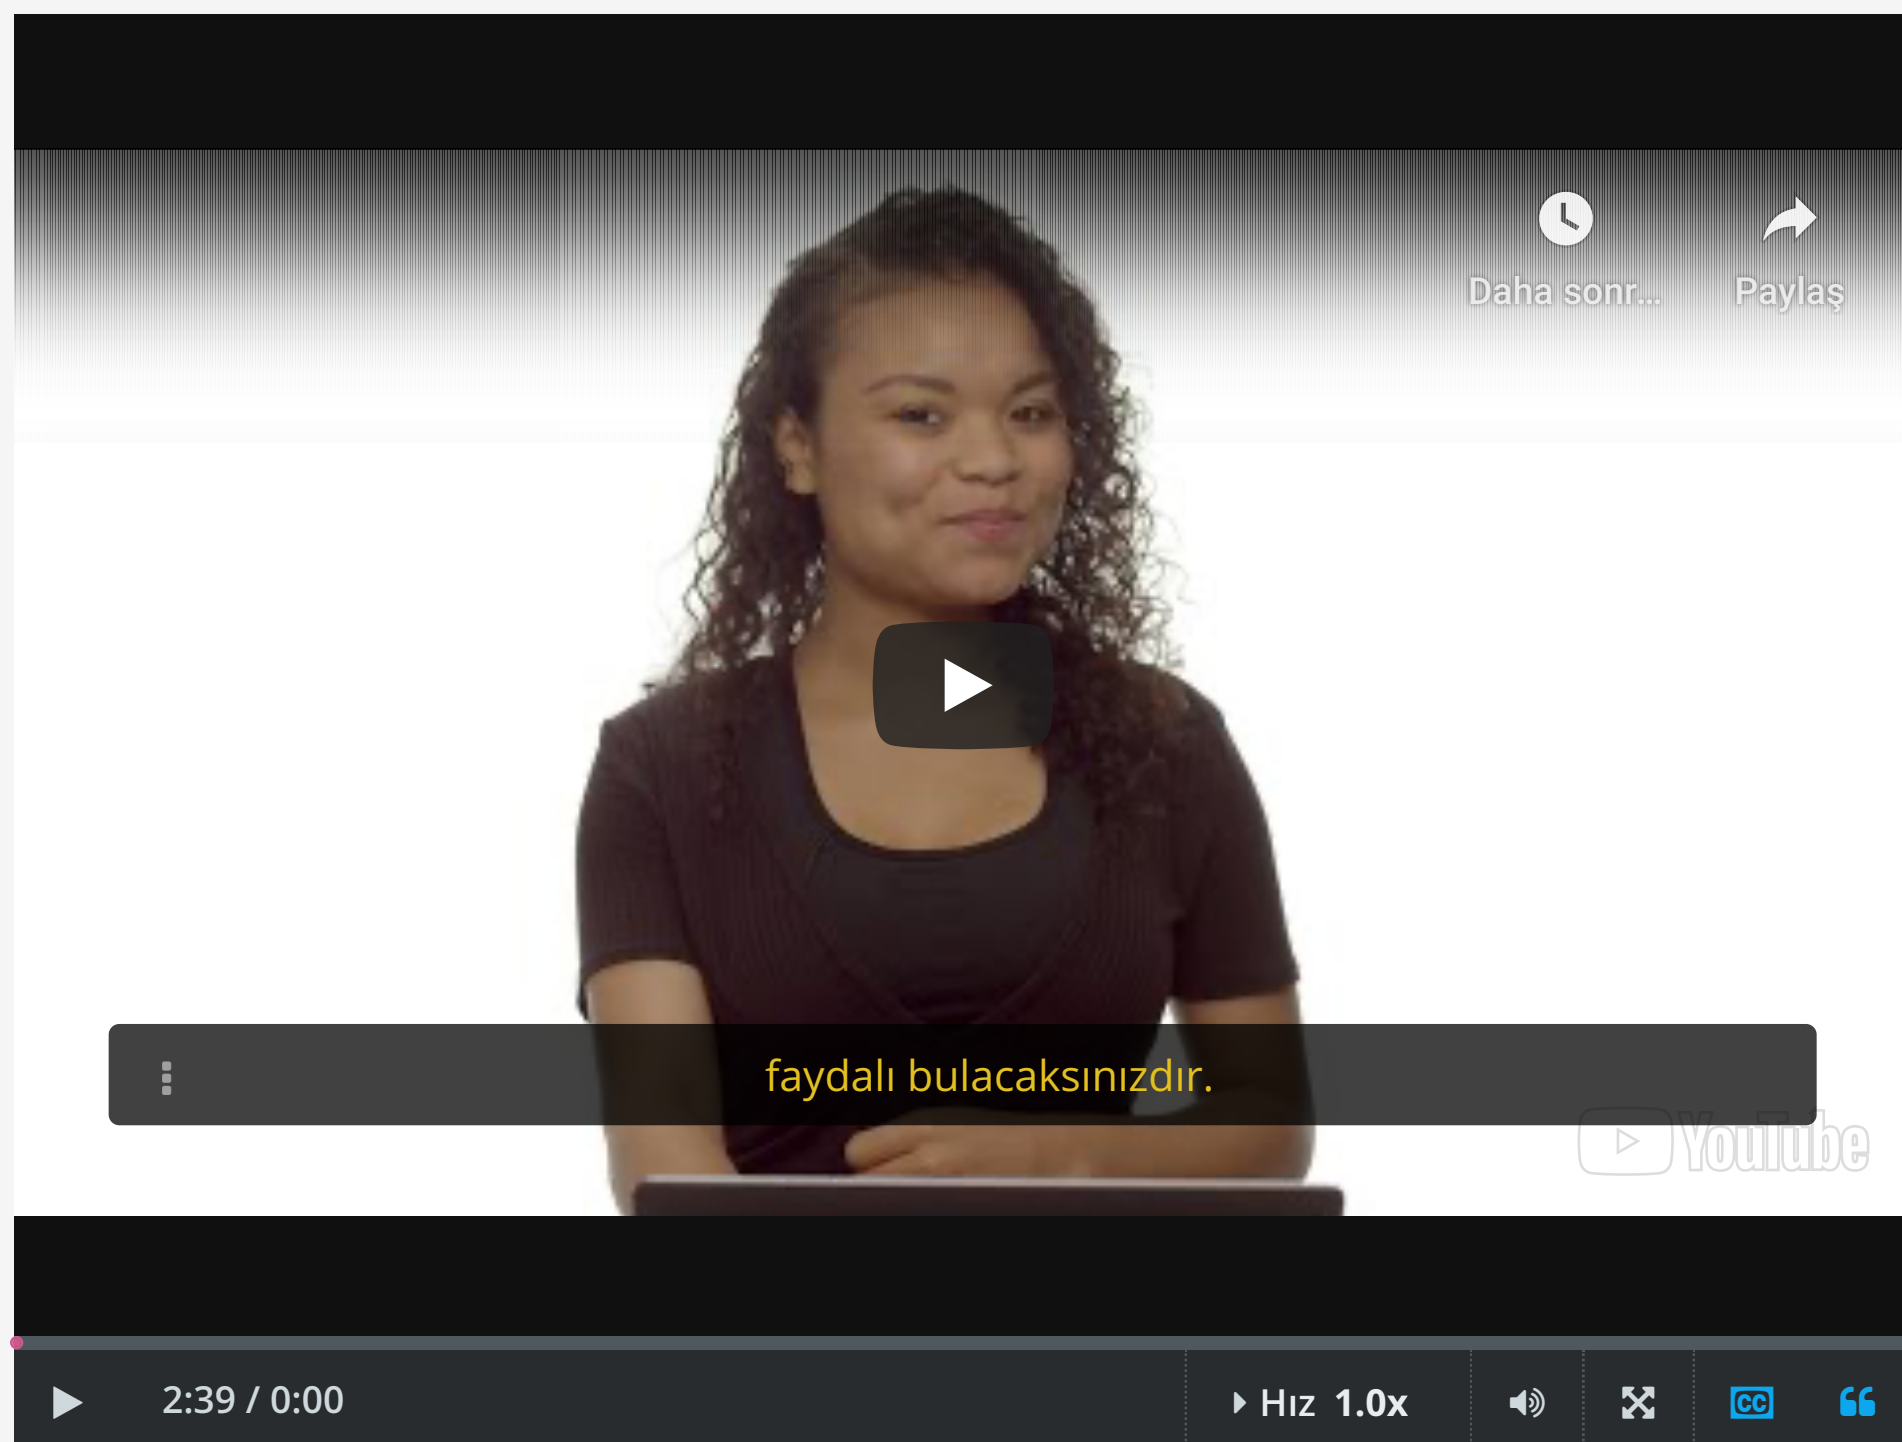 Daha sonr...
Paylaş
faydalı bulacaksınızdır.
YouTube
2:39 / 0:00
Hız 1.0x
CC